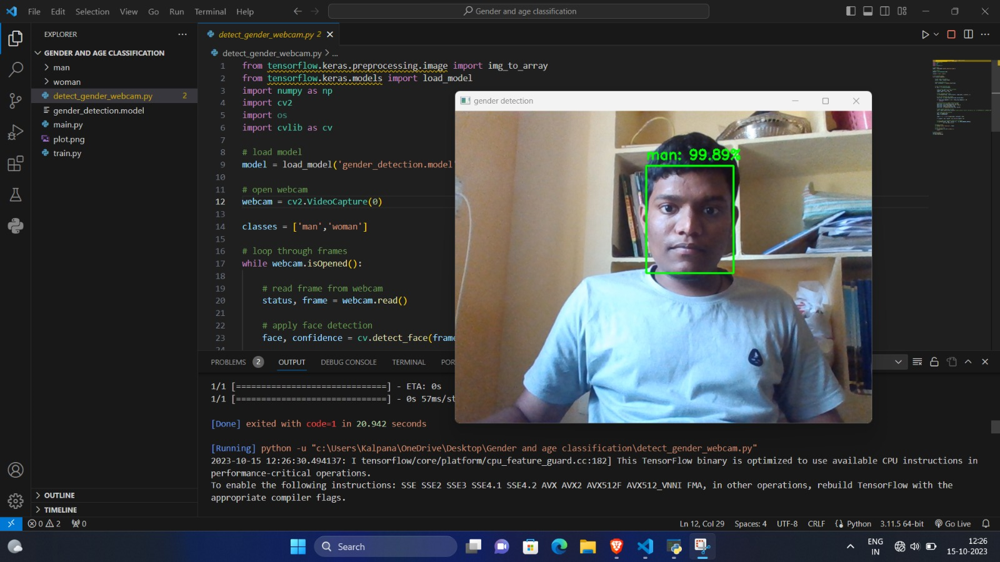 File Edit Selection View Go Run Terminal Help
Gender and age classification
EXPLORER
GENDER AND AGE CLASSIFICATION
man
woman
detect_gender_webcam.py 2
gender_detection.model
main.py
plot.png
train.py
OUTLINE
TIMELINE
detect_gender_webcam.py 2
detect_gender_webcam.py > ...
1 from tensorflow.keras.preprocessing.image import img_to_array
2 from tensorflow.keras.models import load_model
3 import numpy as np
4 import cv2
5 import os
6 import cvlib as cv
7
8 # load model
9 model = load_model('gender_detection.model'
10
11 # open webcam
12 webcam = cv2.VideoCapture(0)
13
14 classes = ['man','woman']
15
16 # loop through frames
17 while webcam.isOpened():
18
19 # read frame from webcam
20 status, frame = webcam.read()
21
22 # apply face detection
23 face, confidence = cv.detect_face(frame
24
gender detection
man: 99.89%
PROBLEMS 2 OUTPUT DEBUG CONSOLE TERMINAL POR
1/1 [==============================] - ETA: 0s
1/1 [==============================] - 0s 57ms/st
[Done] exited with code=1 in 20.942 seconds
[Running] python -u "c:\Users\Kalpana\OneDrive\Desktop\Gender and age classification\detect_gender_webcam.py"
2023-10-15 12:26:30.494137: I tensorflow/core/platform/cpu_feature_guard.cc:182] This TensorFlow binary is optimized to use available CPU instructions in
performance-critical operations.
To enable the following instructions: SSE SSE2 SSE3 SSE4.1 SSE4.2 AVX AVX2 AVX512F AVX512_VNNI FMA, in other operations, rebuild TensorFlow with the
appropriate compiler flags.
0 2 0 Ln 12, Col 29 Spaces: 4 UTF-8 CRLF Python 3.11.5 64-bit Go Live
Search
ENG
IN
12:26
15-10-2023